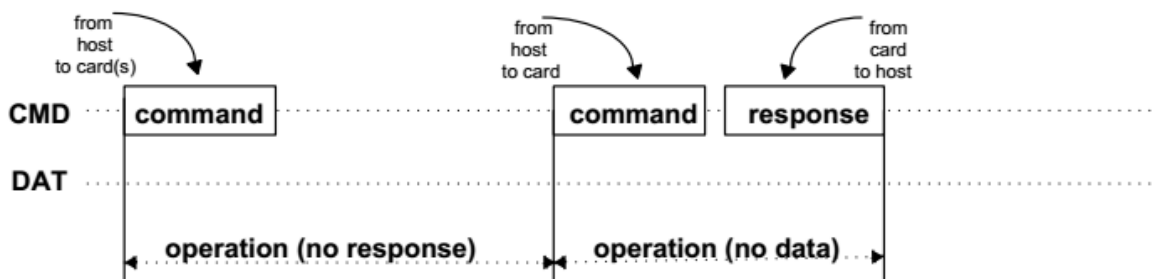 from
host
to card(s)
from
host
to card
from
card
to host
CMD
command
command
response
DAT
operation (no response)
operation (no data)